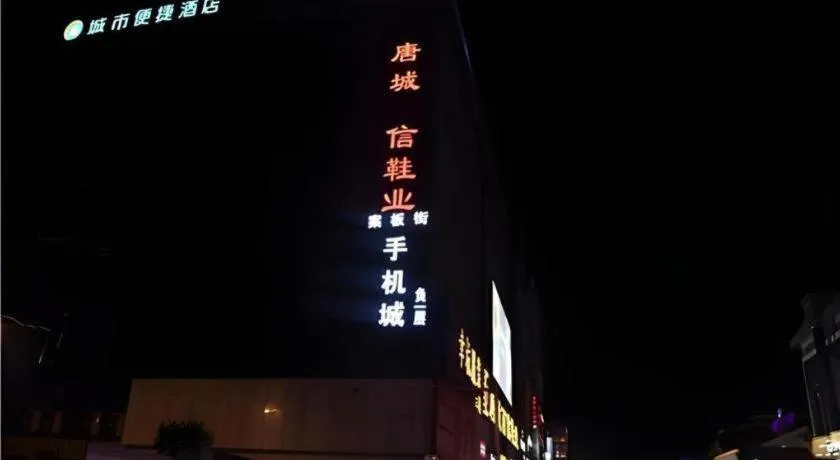 城市便捷酒店
唐城 信鞋业
案板街
手机城
负一层